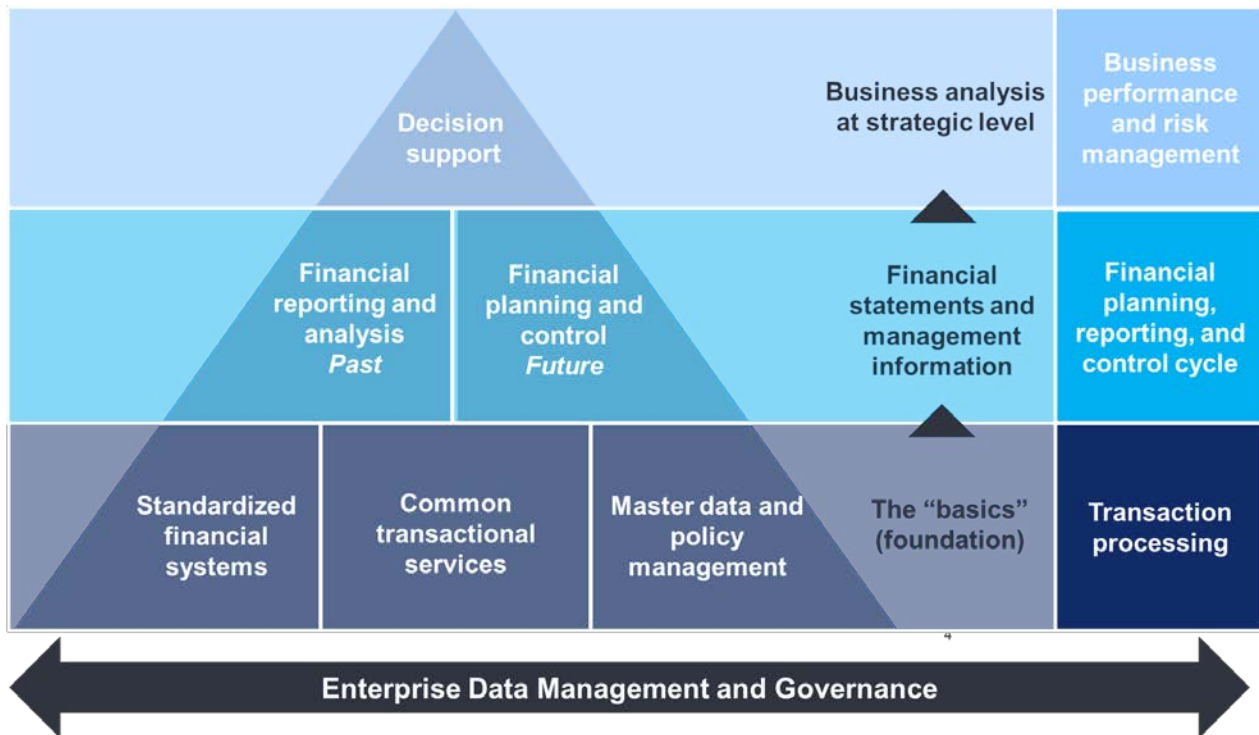 Decision
support
Business analysis
at strategic level
Business
performance
and risk
management
Financial
reporting and
analysis
Past
Financial
planning and
control
Future
Financial
statements and
management
information
Financial
planning,
reporting, and
control cycle
Standardized
financial
systems
Common
transactional
services
Master data and
policy
management
The “basics”
(foundation)
Transaction
processing
4
Enterprise Data Management and Governance